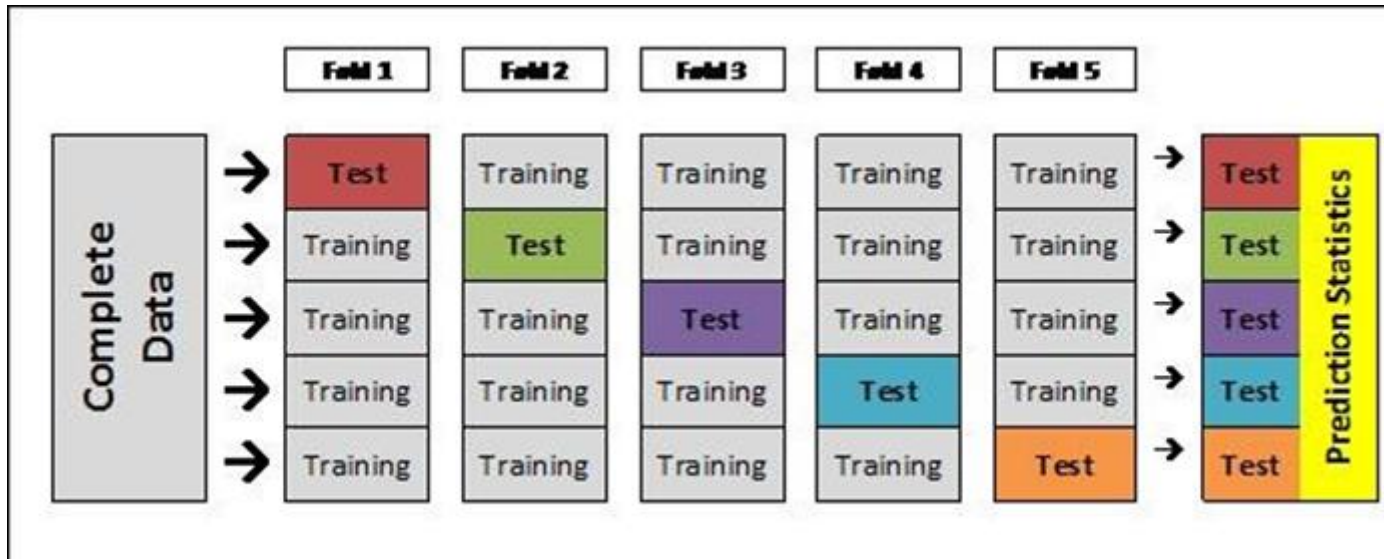 Fold 1 Fold 2 Fold 3 Fold 4 Fold 5
Complete
Data
Test Training Training Training Training Test
Training Test Training Training Training Test
Training Training Test Training Training Test
Training Training Training Test Training Test
Training Training Training Training Test Test
Prediction Statistics